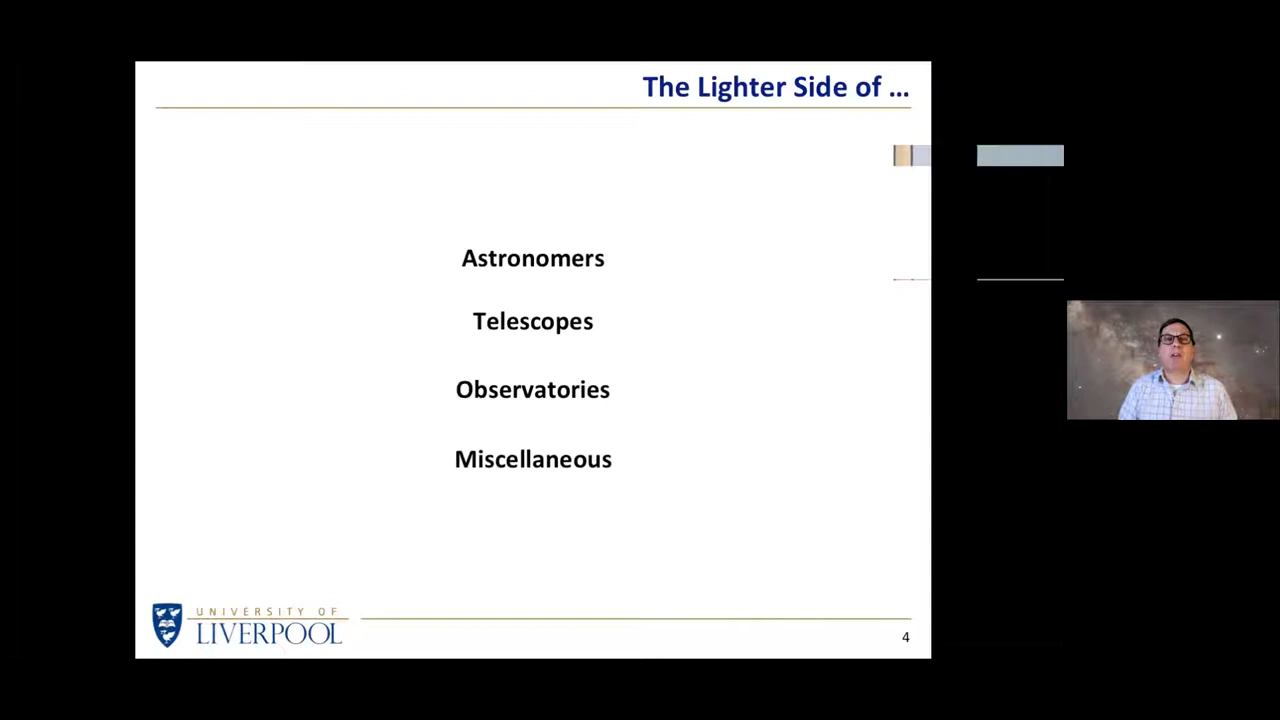 The Lighter Side of ...
Astronomers
Telescopes
Observatories
Miscellaneous
UNIVERSITY OF
LIVERPOOL
4